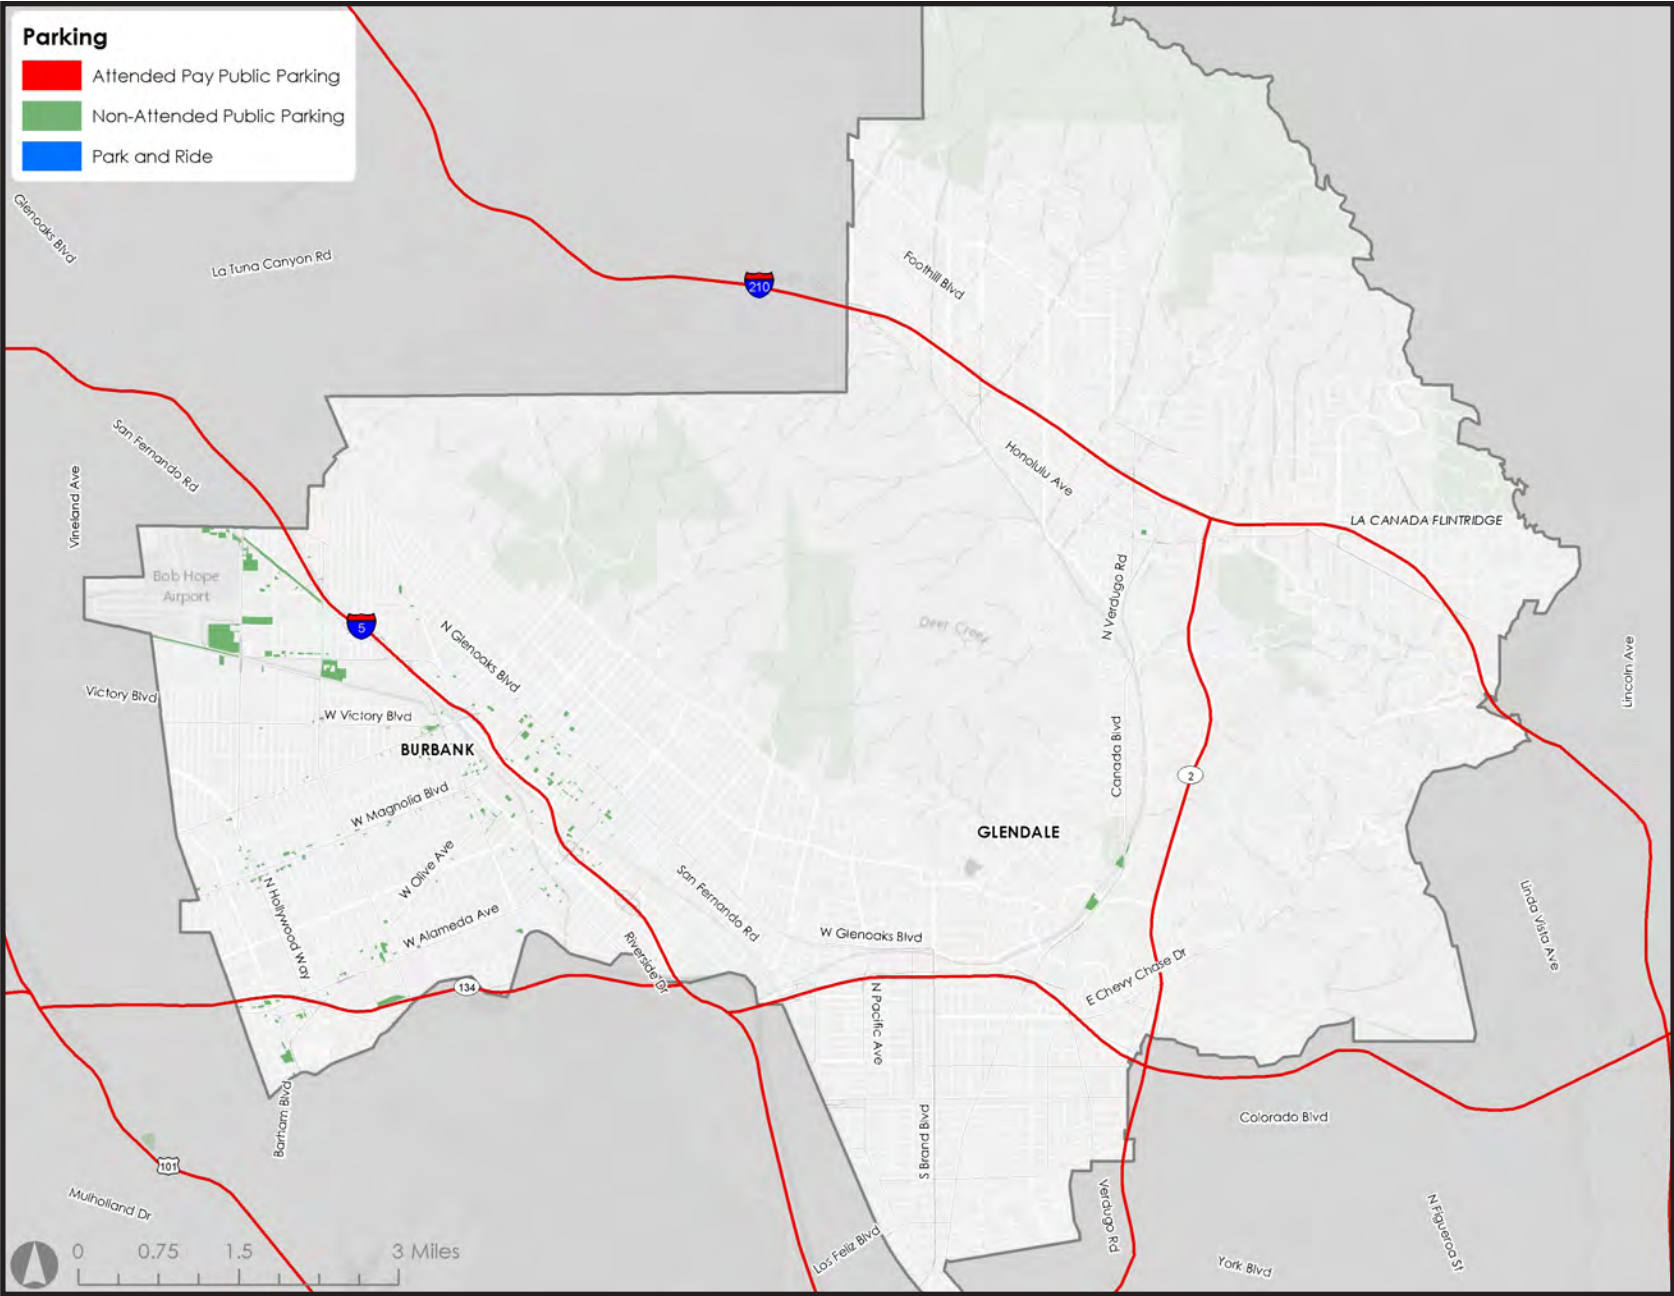 Parking
Attended Pay Public Parking
Non-Attended Public Parking
Park and Ride
Glenoaks Blvd
La Tuna Canyon Rd
210
Foothill Blvd
San Fernando Rd
Vineland Ave
Honolulu Ave
LA CANADA FLINTRIDGE
Bob Hope
Airport
5
N Glenoaks Blvd
N Verdugo Rd
Deer Creek
Lincoln Ave
Victory Blvd
W Victory Blvd
BURBANK
Canada Blvd
2
W Magnolia Blvd
GLENDALE
W Olive Ave
N Hollywood Way
San Fernando Rd
W Alameda Ave
W Glenoaks Blvd
Linda Vista Ave
Riverside Dr
E Chevy Chase Dr
134
N Pacific Ave
Barham Blvd
S Brand Blvd
Colorado Blvd
101
Mulholland Dr
Verdugo Rd
N Figueroa St
Los Feliz Blvd
York Blvd
0 0.75 1.5 3 Miles